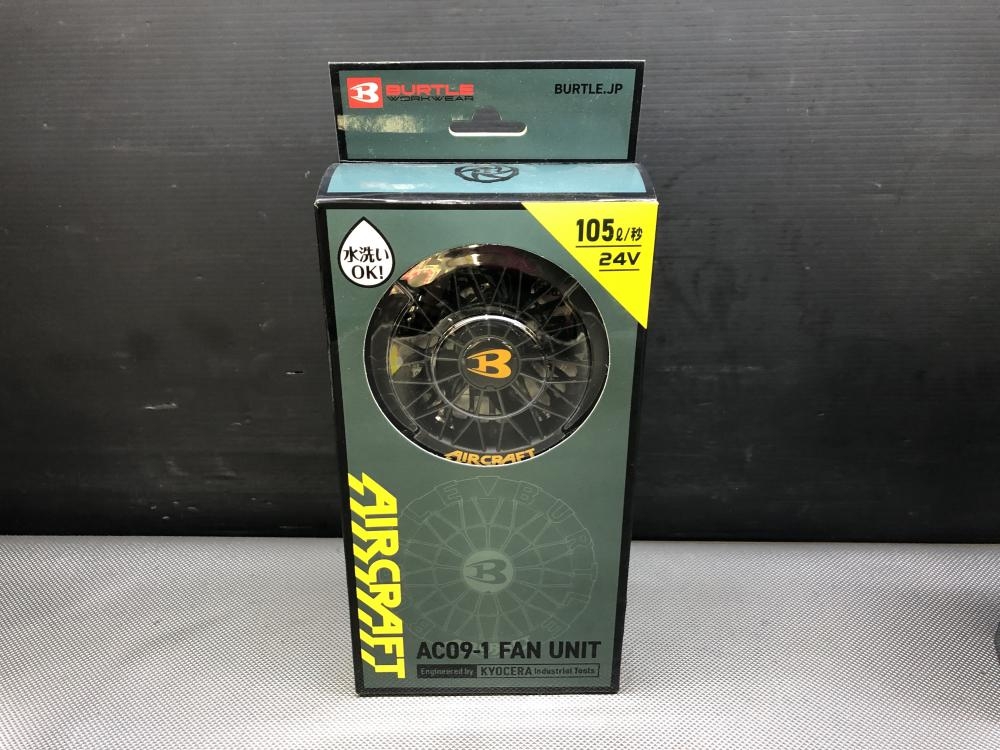 BURTLE
WORKWEAR
BURTLE.JP
水洗い
OK!
105ℓ/秒
24V
B
AIRCRAFT
AIRCRAFT
AC09-1 FAN UNIT
Engineered by KYOCERA Industrial Tools